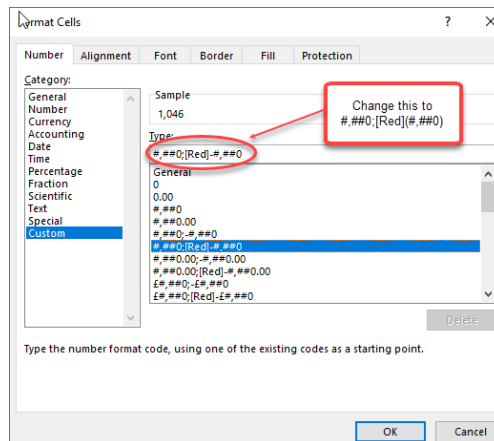 Format Cells
? ×
Number Alignment Font Border Fill Protection
Category:
General
Number
Currency
Accounting
Date
Time
Percentage
Fraction
Scientific
Text
Special
Custom
Sample
1,046
Type:
#,##0;[Red]-#,##0
Change this to
#,##0;[Red](#,##0)
General
0
0.00
#,##0
#,##0.00
#,##0;-#,##0
#,##0;[Red]-#,##0
#,##0.00;-#,##0.00
#,##0.00;[Red]-#,##0.00
£#,##0;-£#,##0
£#,##0;[Red]-£#,##0
Delete
Type the number format code, using one of the existing codes as a starting point.
OK Cancel